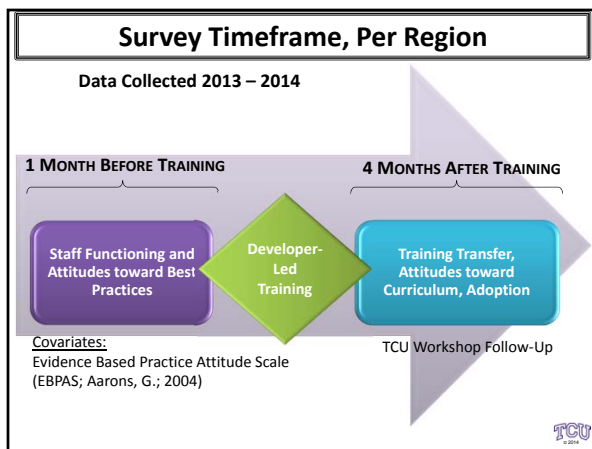 Survey Timeframe, Per Region
Data Collected 2013 – 2014
1 MONTH BEFORE TRAINING
4 MONTHS AFTER TRAINING
Staff Functioning and
Attitudes toward Best
Practices
Developer-
Led
Training
Training Transfer,
Attitudes toward
Curriculum, Adoption
Covariates:
Evidence Based Practice Attitude Scale
(EBPAS; Aarons, G.; 2004)
TCU Workshop Follow-Up
TCU
© 2014